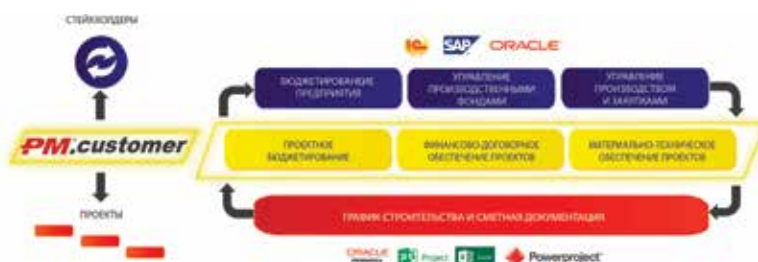 СТЕЙКХОЛДЕРЫ
1С SAP ORACLE
БЮДЖЕТИРОВАНИЕ
ПРЕДПРИЯТИЯ
УПРАВЛЕНИЕ
ПРОИЗВОДСТВЕННЫМИ
ФОНДАМИ
УПРАВЛЕНИЕ
ПРОИЗВОДСТВОМ
И ЗАКУПКАМИ
PM.customer
ПРОЕКТНОЕ
БЮДЖЕТИРОВАНИЕ
ФИНАНСОВО-ДОГОВОРНОЕ
ОБЕСПЕЧЕНИЕ ПРОЕКТОВ
МАТЕРИАЛЬНО-ТЕХНИЧЕСКОЕ
ОБЕСПЕЧЕНИЕ ПРОЕКТОВ
ПРОЕКТЫ
ГРАФИК СТРОИТЕЛЬСТВА И СМЕТНАЯ ДОКУМЕНТАЦИЯ
ORACLE
Project
Powerproject